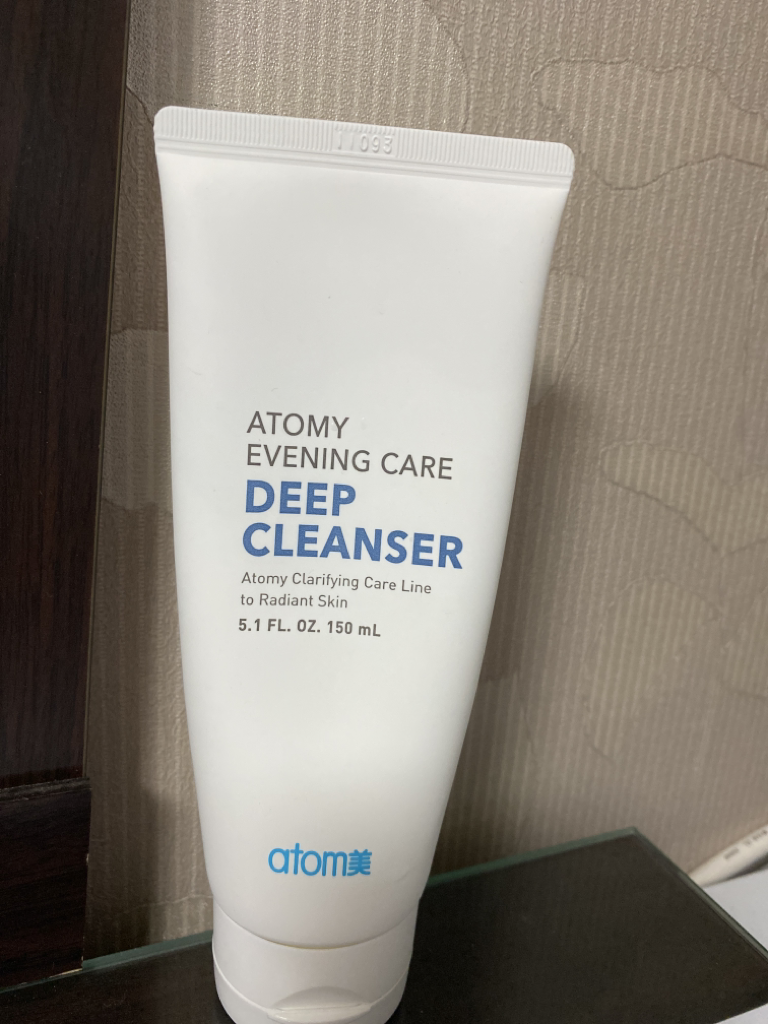 11093
ATOMY
EVENING CARE
DEEP
CLEANSER
Atomy Clarifying Care Line
to Radiant Skin
5.1 FL. OZ. 150 mL
atom美